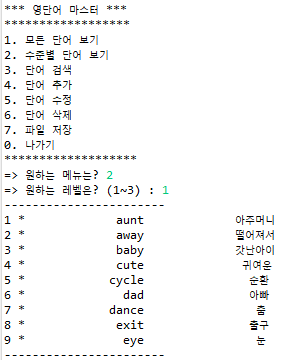 *** 영단어 마스터 ***
******************
1. 모든 단어 보기
2. 수준별 단어 보기
3. 단어 검색
4. 단어 추가
5. 단어 수정
6. 단어 삭제
7. 파일 저장
0. 나가기
*******************
=> 원하는 메뉴는? 2
=> 원하는 레벨은? (1~3) : 1
-----------------------
1 * aunt 아주머니
2 * away 떨어져서
3 * baby 갓난아이
4 * cute 귀여운
5 * cycle 순환
6 * dad 아빠
7 * dance 춤
8 * exit 출구
9 * eye 눈
-----------------------